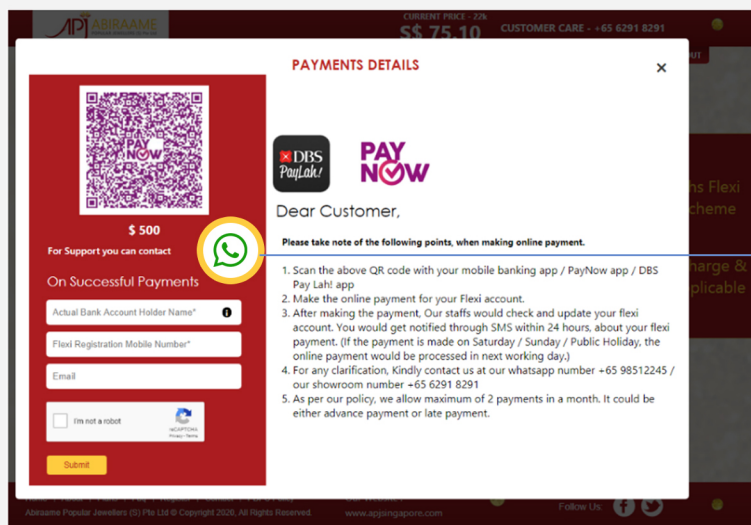 APJ ABIRAAME
CURRENT PRICE - 22k
S$ 75.10
CUSTOMER CARE - +65 6291 8291
PAYMENTS DETAILS
×
PAY
NOW
DBS
PayLah!
PAY
NOW
$ 500
For Support you can contact
On Successful Payments
Actual Bank Account Holder Name*
Flexi Registration Mobile Number*
Email
I'm not a robot
reCAPTCHA
Privacy - Terms
Submit
Dear Customer,
Please take note of the following points, when making online payment.
1. Scan the above QR code with your mobile banking app / PayNow app / DBS
Pay Lah! app
2. Make the online payment for your Flexi account.
3. After making the payment, Our staffs would check and update your flexi
account. You would get notified through SMS within 24 hours, about your flexi
payment. (If the payment is made on Saturday / Sunday / Public Holiday, the
online payment would be processed in next working day.)
4. For any clarification, Kindly contact us at our whatsapp number +65 98512245 /
our showroom number +65 6291 8291
5. As per our policy, we allow maximum of 2 payments in a month. It could be
either advance payment or late payment.
hs Flexi
cheme
harge &
plicable
Abiraame Popular Jewellers (S) Pte Ltd © Copyright 2026, All Rights Reserved.
www.apjsingapore.com
Follow Us: